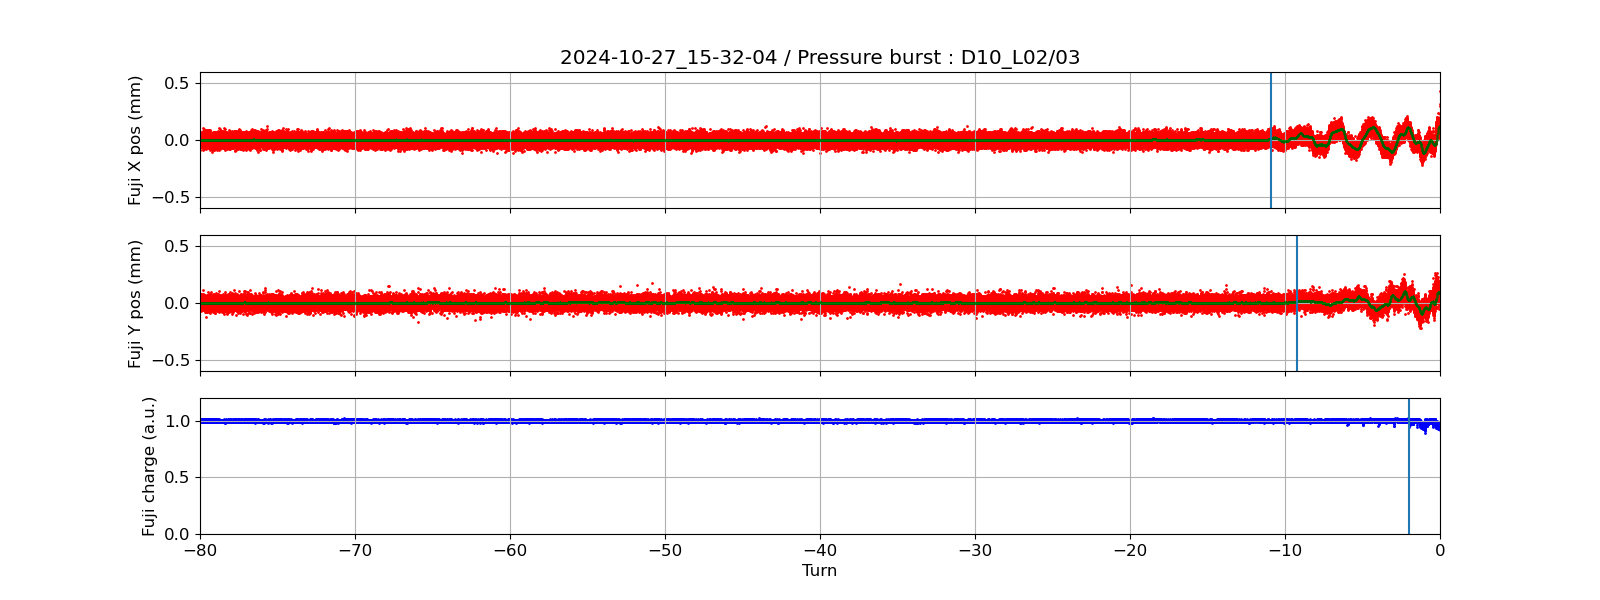 2024-10-27_15-32-04 / Pressure burst : D10_L02/03
Fuji X pos (mm)
0.5
0.0
−0.5
Fuji Y pos (mm)
0.5
0.0
−0.5
Fuji charge (a.u.)
1.0
0.5
0.0
−80 −70 −60 −50 −40 −30 −20 −10 0
Turn